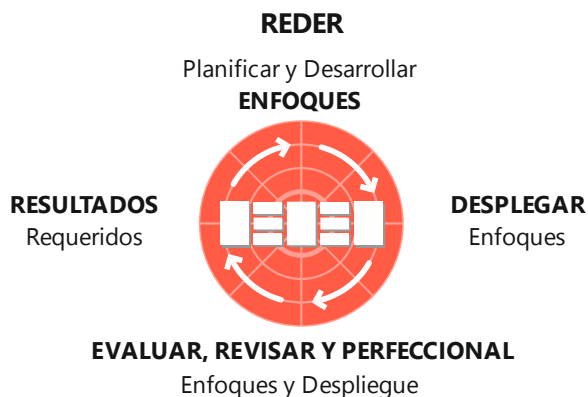 REDER
Planificar y Desarrollar
ENFOQUES
RESULTADOS
Requeridos
DESPLEGAR
Enfoques
EVALUAR, REVISAR Y PERFECCIONAL
Enfoques y Despliegue